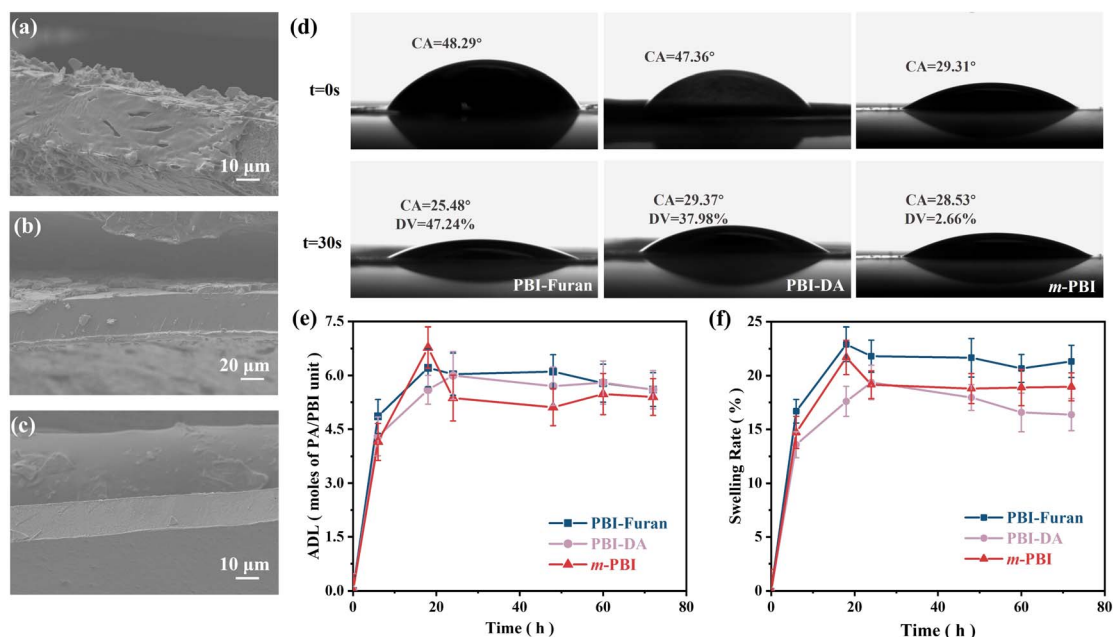 (a)
10 μm
(b)
20 μm
(c)
10 μm
(d)
t=0s
CA=48.29°
CA=47.36°
CA=29.31°
t=30s
CA=25.48°
DV=47.24%
CA=29.37°
DV=37.98%
CA=28.53°
DV=2.66%
PBI-Furan
PBI-DA
m-PBI
(e)
ADL ( moles of PA/PBI unit )
7.5
6.0
4.5
3.0
1.5
0.0
0
20
40
60
80
Time ( h )
PBI-Furan
PBI-DA
m-PBI
(f)
Swelling Rate ( % )
25
20
15
10
5
0
0
20
40
60
80
Time ( h )
PBI-Furan
PBI-DA
m-PBI